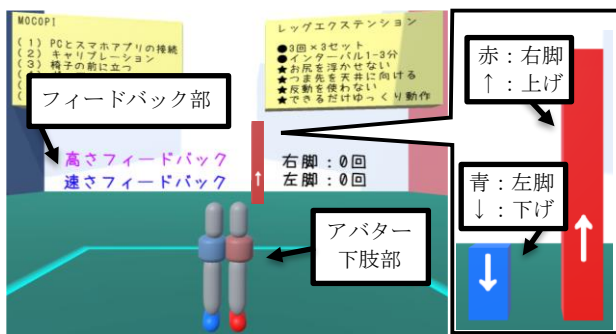 MOCOPI
(1) PCとスマホアプリの接続
(2) キャリブレーション
(3) 椅子の前に立つ
(
(
(
フィードバック部
高さフィードバック
速さフィードバック
レッグエクステンション
●3回×3セット
●インターバル1-3分
★お尻を浮かせない
★つま先を天井に向ける
★反動を使わない
★できるだけゆっくり動作
↑
右脚：0回
左脚：0回
アバター
下肢部
赤：右脚
↑：上げ
青：左脚
↓：下げ
↓
↑